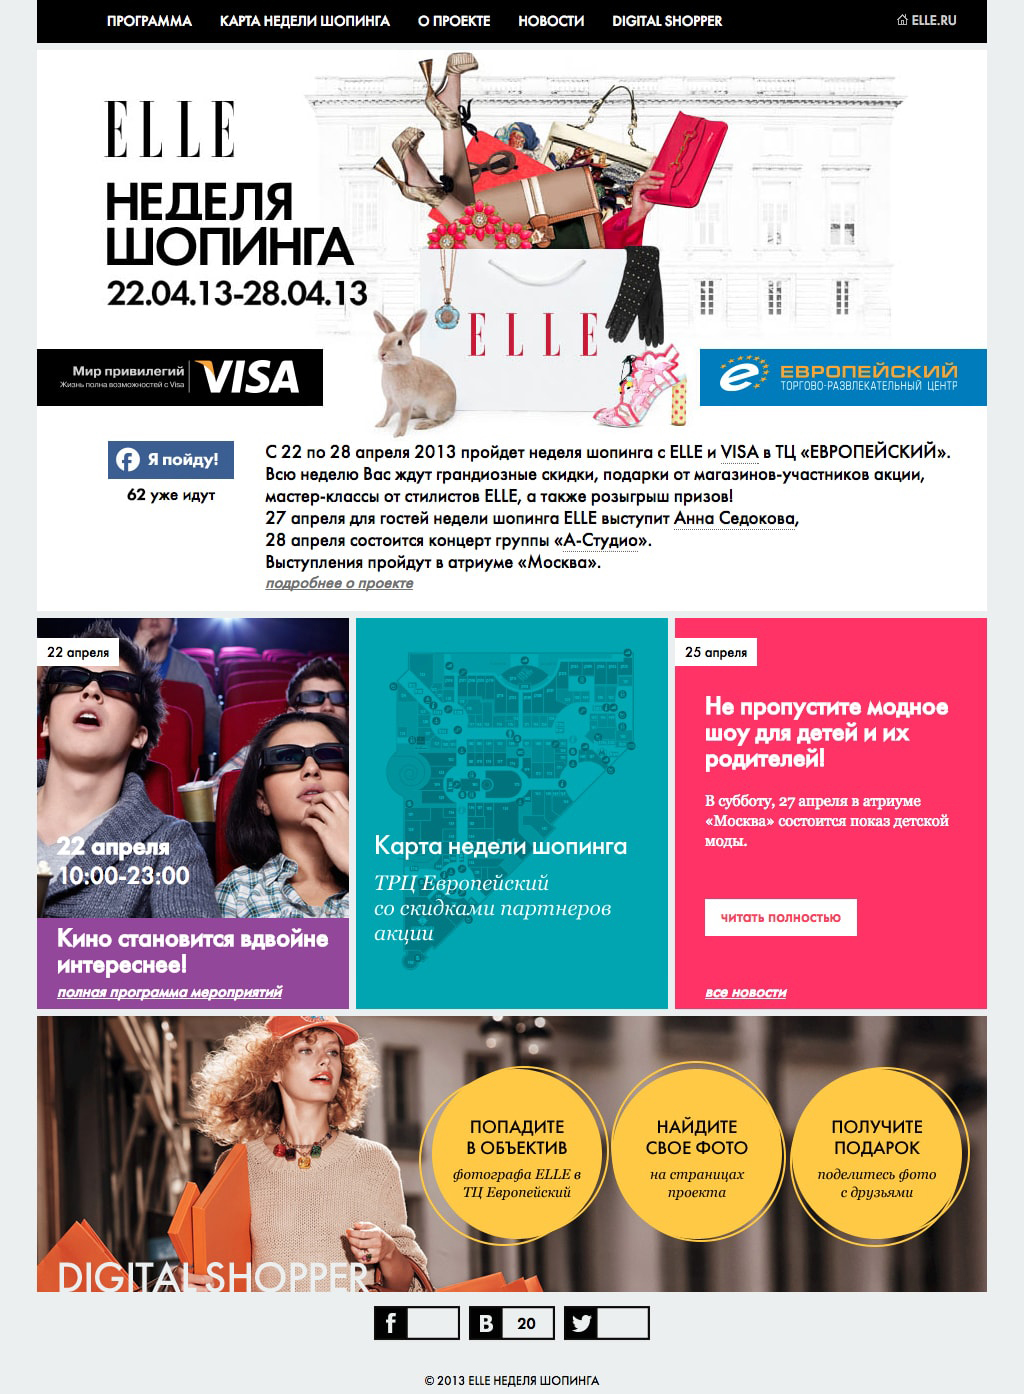 ПРОГРАММА КАРТА НЕДЕЛИ ШОПИНГА О ПРОЕКТЕ НОВОСТИ DIGITAL SHOPPER ELLE.RU
ELLE
НЕДЕЛЯ
ШОПИНГА
22.04.13-28.04.13
ELLE
Мир привилегий
Жизнь полна возможностей с Visa
VISA
ЕВРОПЕЙСКИЙ
ТОРГОВО-РАЗВЛЕКАТЕЛЬНЫЙ ЦЕНТР
Я пойду!
62 уже идут
С 22 по 28 апреля 2013 пройдет неделя шопинга с ELLE и VISA в ТЦ «ЕВРОПЕЙСКИЙ».
Всю неделю Вас ждут грандиозные скидки, подарки от магазинов-участников акции,
мастер-классы от стилистов ELLE, а также розыгрыш призов!
27 апреля для гостей недели шопинга ELLE выступит Анна Седокова,
28 апреля состоится концерт группы «А-Студио».
Выступления пройдут в атриуме «Москва».
подробнее о проекте
22 апреля
22 апреля
10:00-23:00
Кино становится вдвойне
интереснее!
полная программа мероприятий
Карта недели шопинга
ТРЦ Европейский
со скидками партнеров
акции
25 апреля
Не пропустите модное
шоу для детей и их
родителей!
В субботу, 27 апреля в атриуме
«Москва» состоится показ детской
моды.
читать полностью
все новости
DIGITAL SHOPPER
ПОПАДИТЕ
В ОБЪЕКТИВ
фотографа ELLE в
ТЦ Европейский
НАЙДИТЕ
СВОЕ ФОТО
на страницах
проекта
ПОЛУЧИТЕ
ПОДАРОК
поделитесь фото
с друзьями
f B 20
© 2013 ELLE НЕДЕЛЯ ШОПИНГА